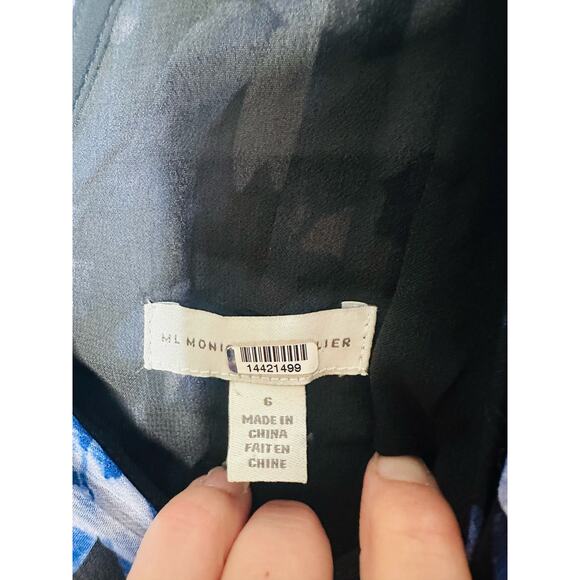 ML MONI LIER
14421499
6
MADE IN
CHINA
FAIT EN
CHINE